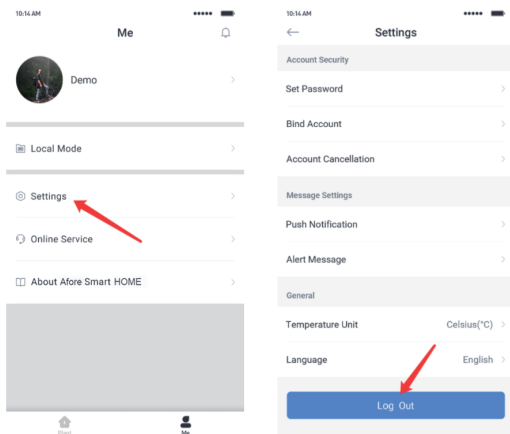 10:14 AM
Me
Demo
Local Mode
Settings
Online Service
About Afore Smart HOME
Plant
Me
10:14 AM
Settings
Account Security
Set Password
Bind Account
Account Cancellation
Message Settings
Push Notification
Alert Message
General
Temperature Unit Celsius(°C)
Language English
Log Out